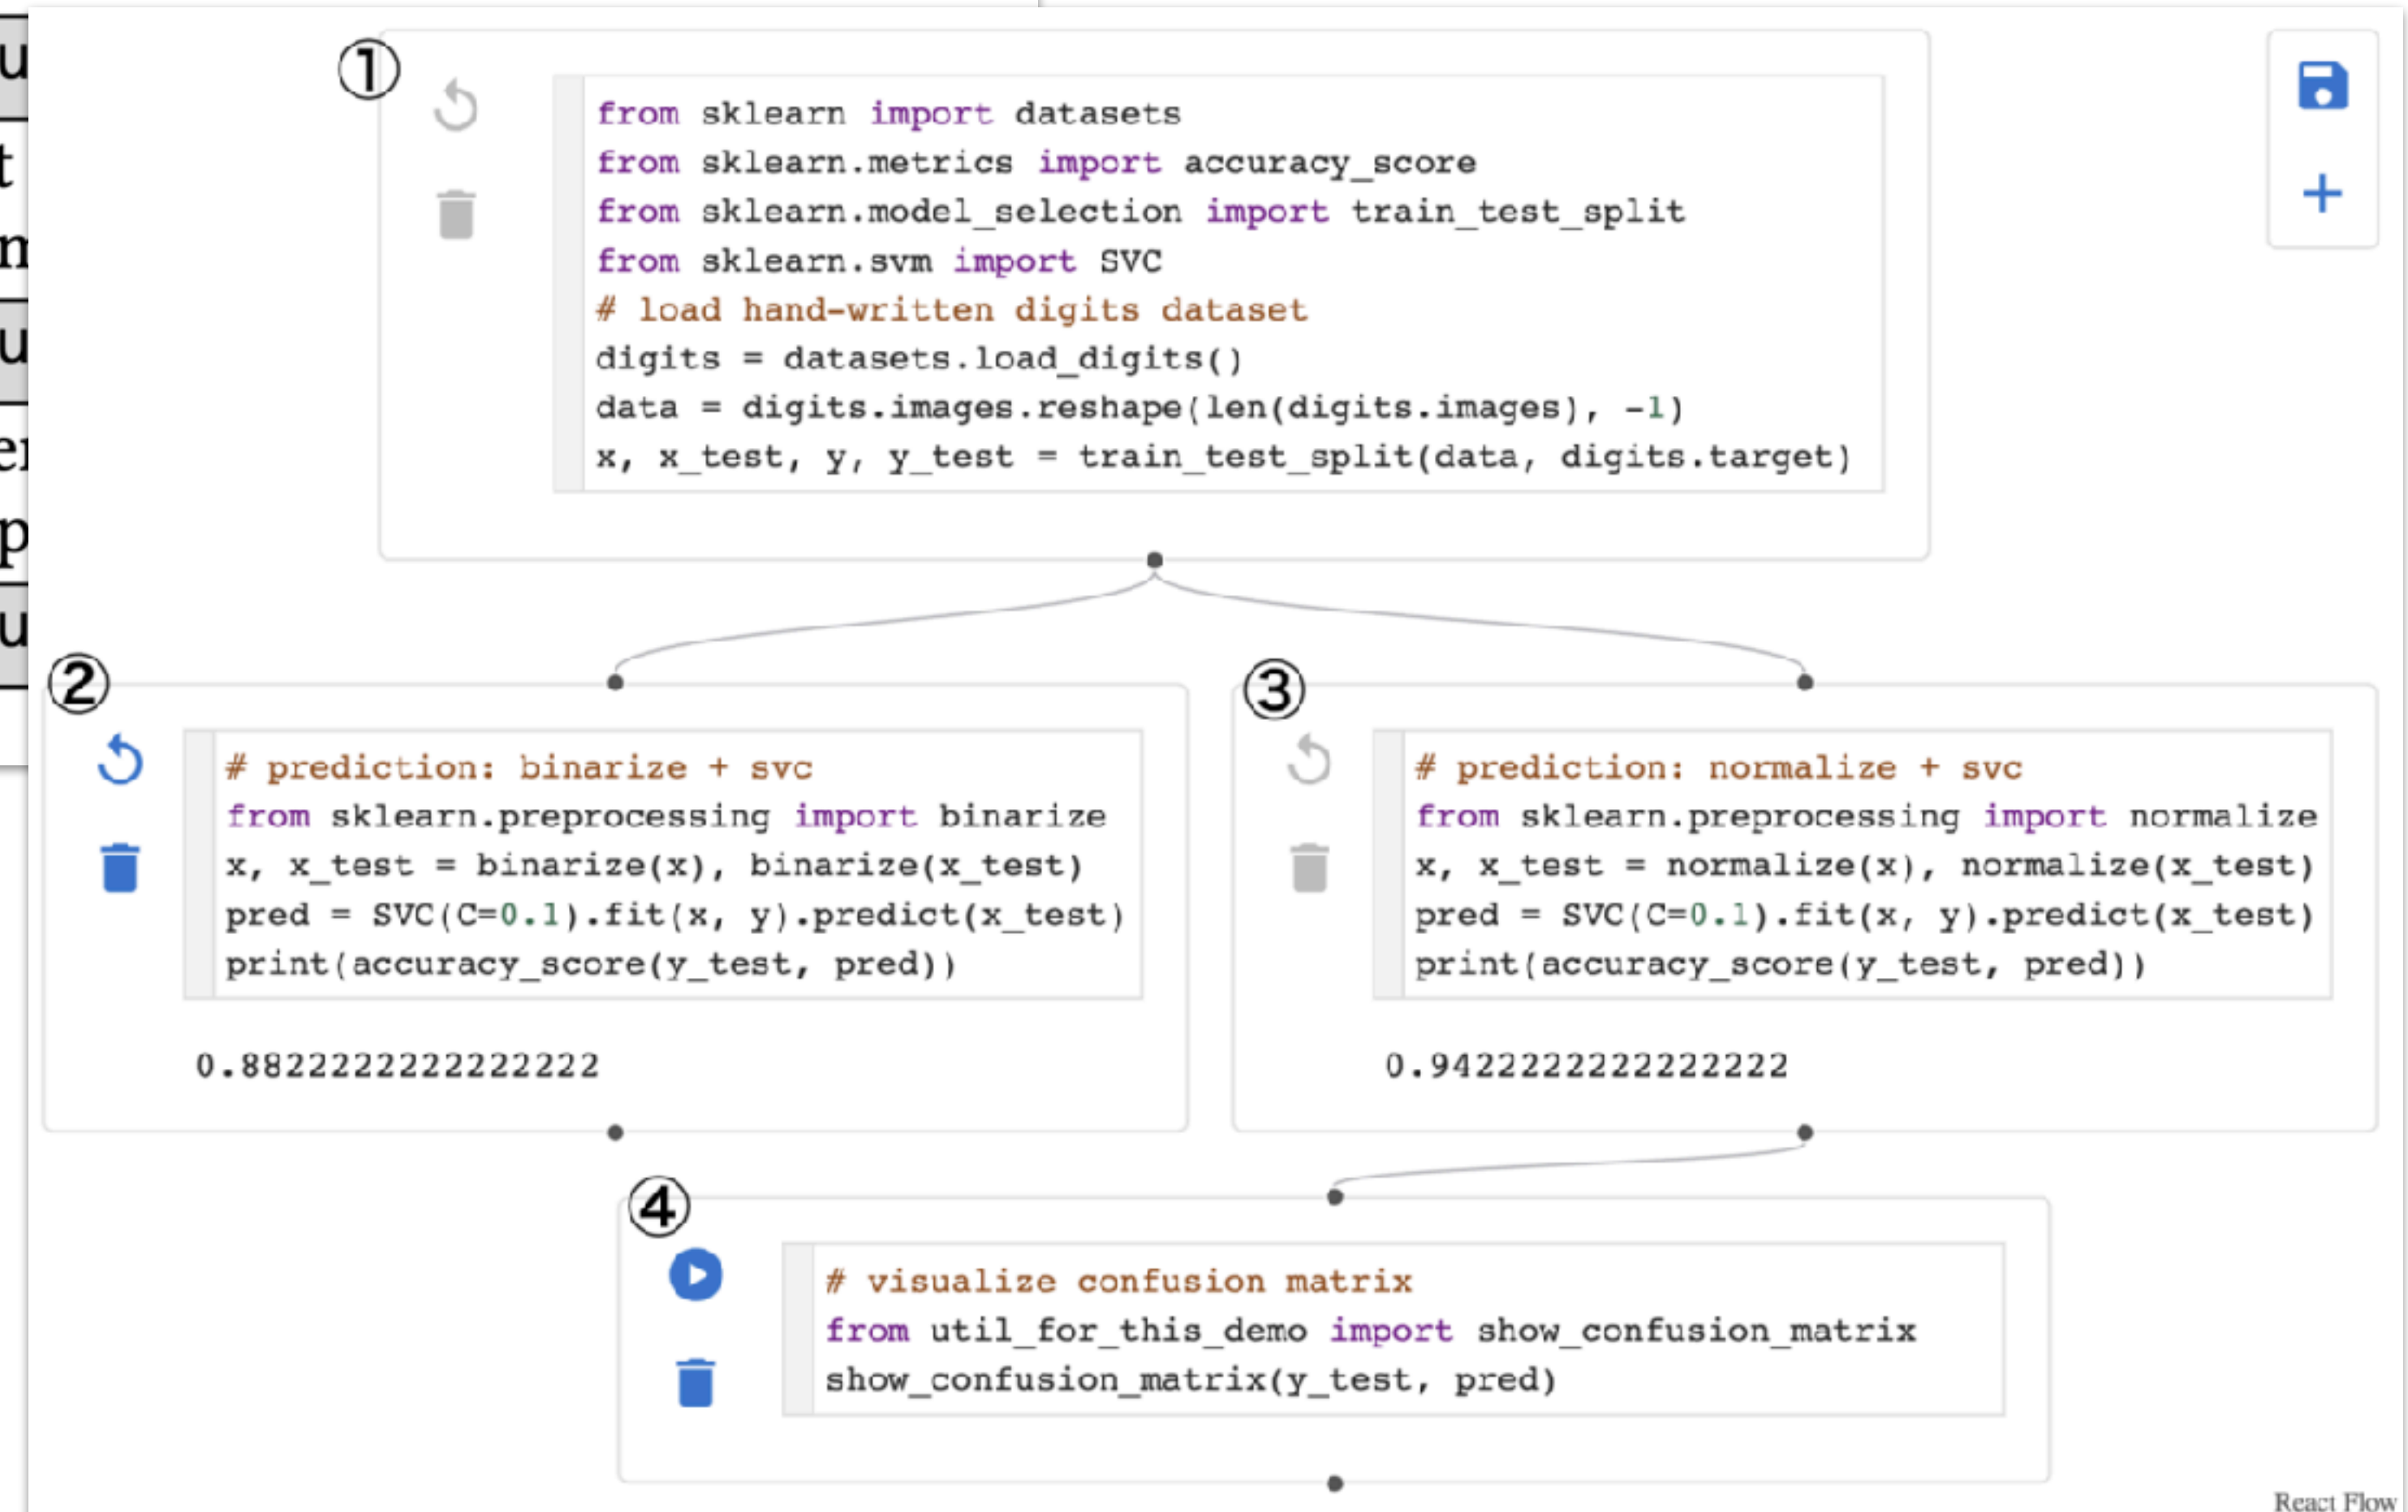 ①
from sklearn import datasets
from sklearn.metrics import accuracy_score
from sklearn.model_selection import train_test_split
from sklearn.svm import SVC
# load hand-written digits dataset
digits = datasets.load_digits()
data = digits.images.reshape(len(digits.images), -1)
x, x_test, y, y_test = train_test_split(data, digits.target)
②
# prediction: binarize + svc
from sklearn.preprocessing import binarize
x, x_test = binarize(x), binarize(x_test)
pred = SVC(C=0.1).fit(x, y).predict(x_test)
print(accuracy_score(y_test, pred))
0.8822222222222222
③
# prediction: normalize + svc
from sklearn.preprocessing import normalize
x, x_test = normalize(x), normalize(x_test)
pred = SVC(C=0.1).fit(x, y).predict(x_test)
print(accuracy_score(y_test, pred))
0.9422222222222222
④
# visualize confusion matrix
from util_for_this_demo import show_confusion_matrix
show_confusion_matrix(y_test, pred)
React Flow